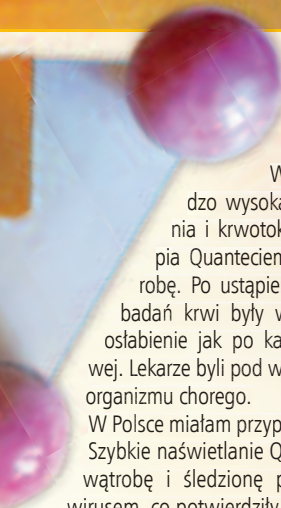 W
dzo wysoka
nia i krwotok
pia Quanteciem
robę. Po ustąpie
badań krwi były w
osłabienie jak po ka
wej. Lekarze byli pod w
organizmu chorego.
W Polsce miałam przyp
Szybkie naświetlanie Q
wątrobę i śledzionę p
wirusem, co potwierdziły